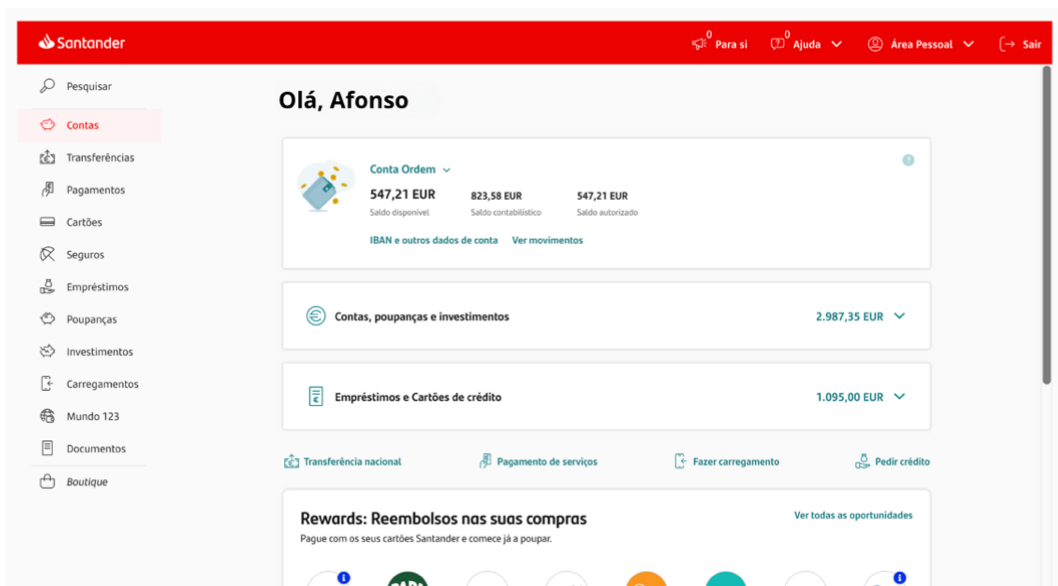 Santander
0 Para si 0 Ajuda Área Pessoal Sair
Pesquisar
Contas
Transferências
Pagamentos
Cartões
Seguros
Empréstimos
Poupanças
Investimentos
Carregamentos
Mundo 123
Documentos
Boutique
Olá, Afonso
Conta Ordem
547,21 EUR 823,58 EUR 547,21 EUR
Saldo disponível Saldo contabilístico Saldo autorizado
IBAN e outros dados de conta Ver movimentos
Contas, poupanças e investimentos 2.987,35 EUR
Empréstimos e Cartões de crédito 1.095,00 EUR
Transferência nacional Pagamento de serviços Fazer carregamento Pedir crédito
Rewards: Reembolsos nas suas compras Ver todas as oportunidades
Pague com os seus cartões Santander e comece já a poupar.